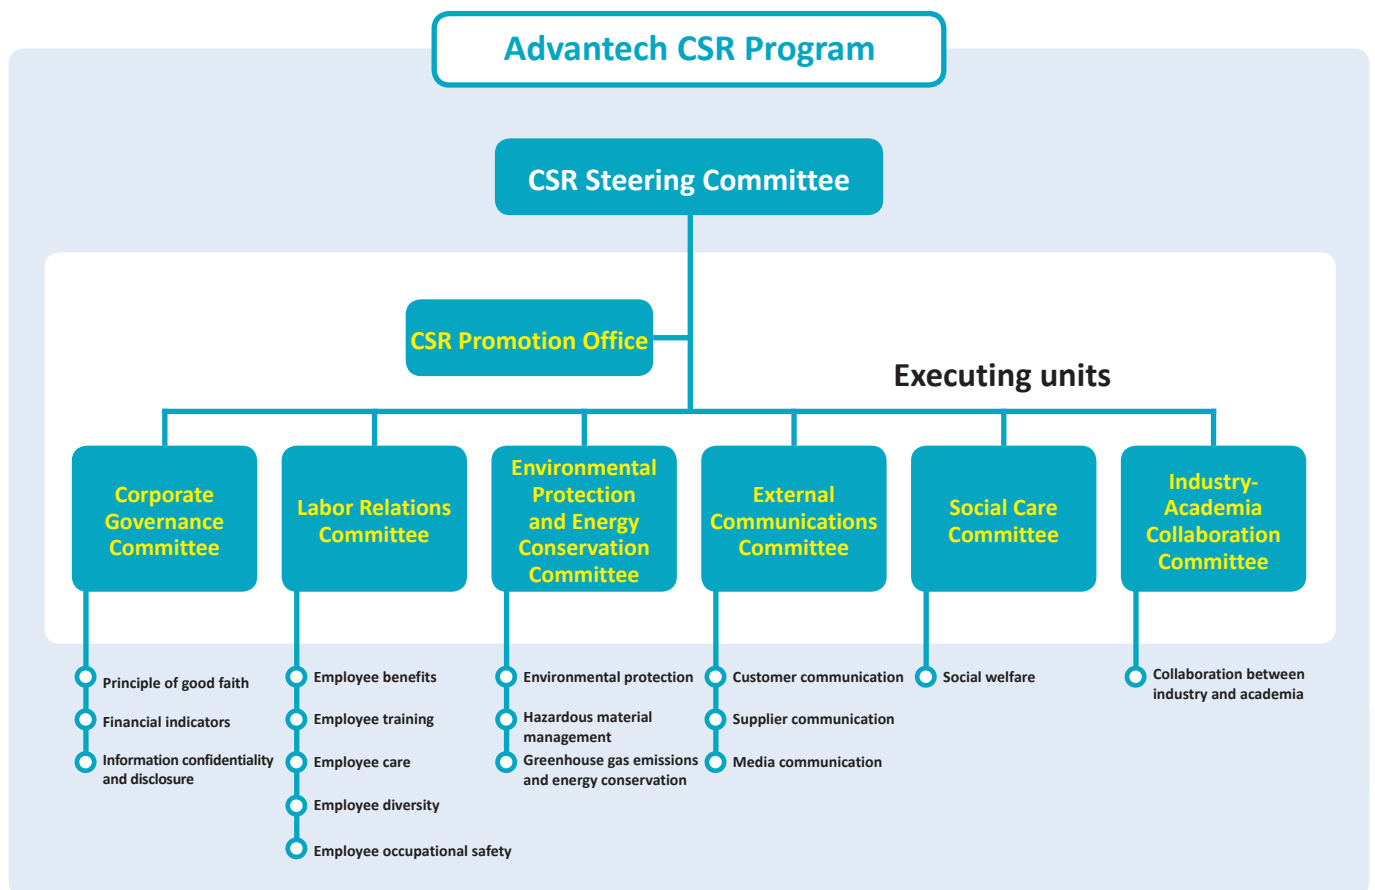 Advantech CSR Program
CSR Steering Committee
CSR Promotion Office
Executing units
Corporate
Governance
Committee
Labor Relations
Committee
Environmental
Protection
and Energy
Conservation
Committee
External
Communications
Committee
Social Care
Committee
Industry-
Academia
Collaboration
Committee
Principle of good faith
Financial indicators
Information confidentiality
and disclosure
Employee benefits
Employee training
Employee care
Employee diversity
Employee occupational safety
Environmental protection
Hazardous material
management
Greenhouse gas emissions
and energy conservation
Customer communication
Supplier communication
Media communication
Social welfare
Collaboration between
industry and academia